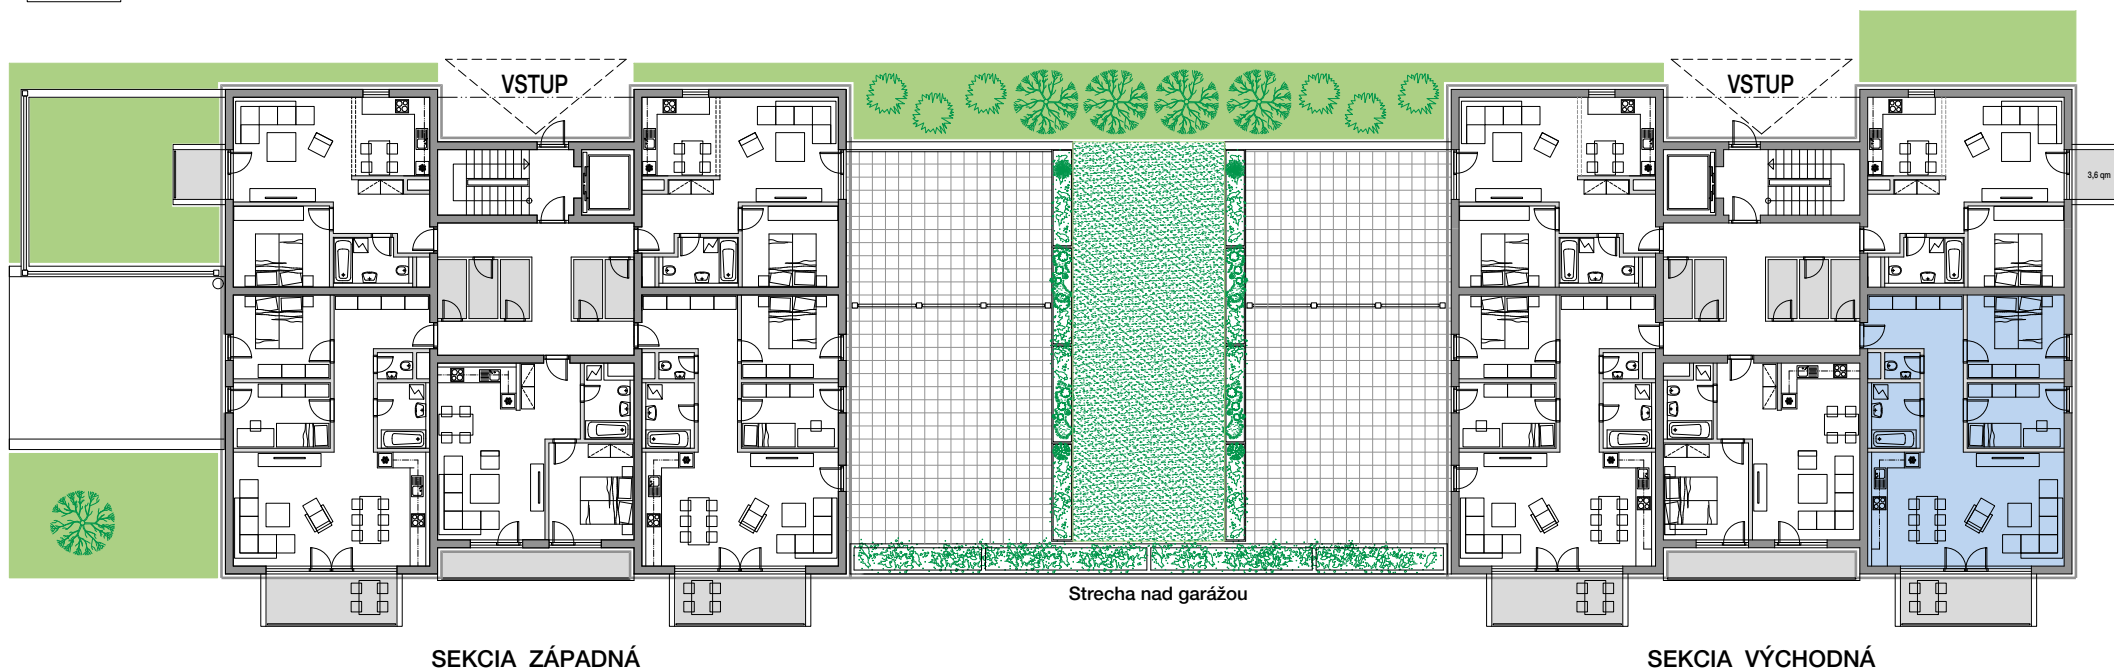 VSTUP
VSTUP
3,6 qm
Strecha nad garážou
SEKCIA ZÁPADNÁ
SEKCIA VÝCHODNÁ